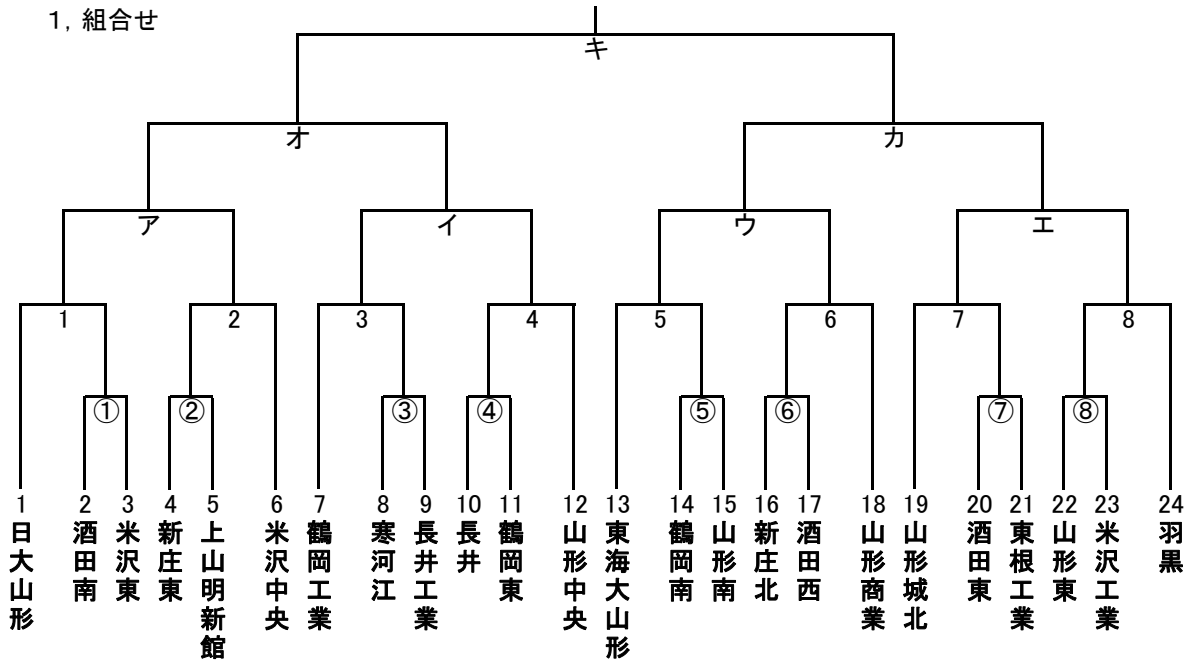 1, 組合せ
キ
オ カ
ア イ ウ エ
1 2 3 4 5 6 7 8
① ② ③ ④ ⑤ ⑥ ⑦ ⑧
1 2 3 4 5 6 7 8 9 10 11 12 13 14 15 16 17 18 19 20 21 22 23 24
日大山形
酒田南
米沢東
新庄東
上山明新館
米沢中央
鶴岡工業
寒河江
長井工業
長井
鶴岡東
山形中央
東海大山形
鶴岡南
山形南
新庄北
酒田西
山形商業
山形城北
酒田東
東根工業
山形東
米沢工業
羽黒